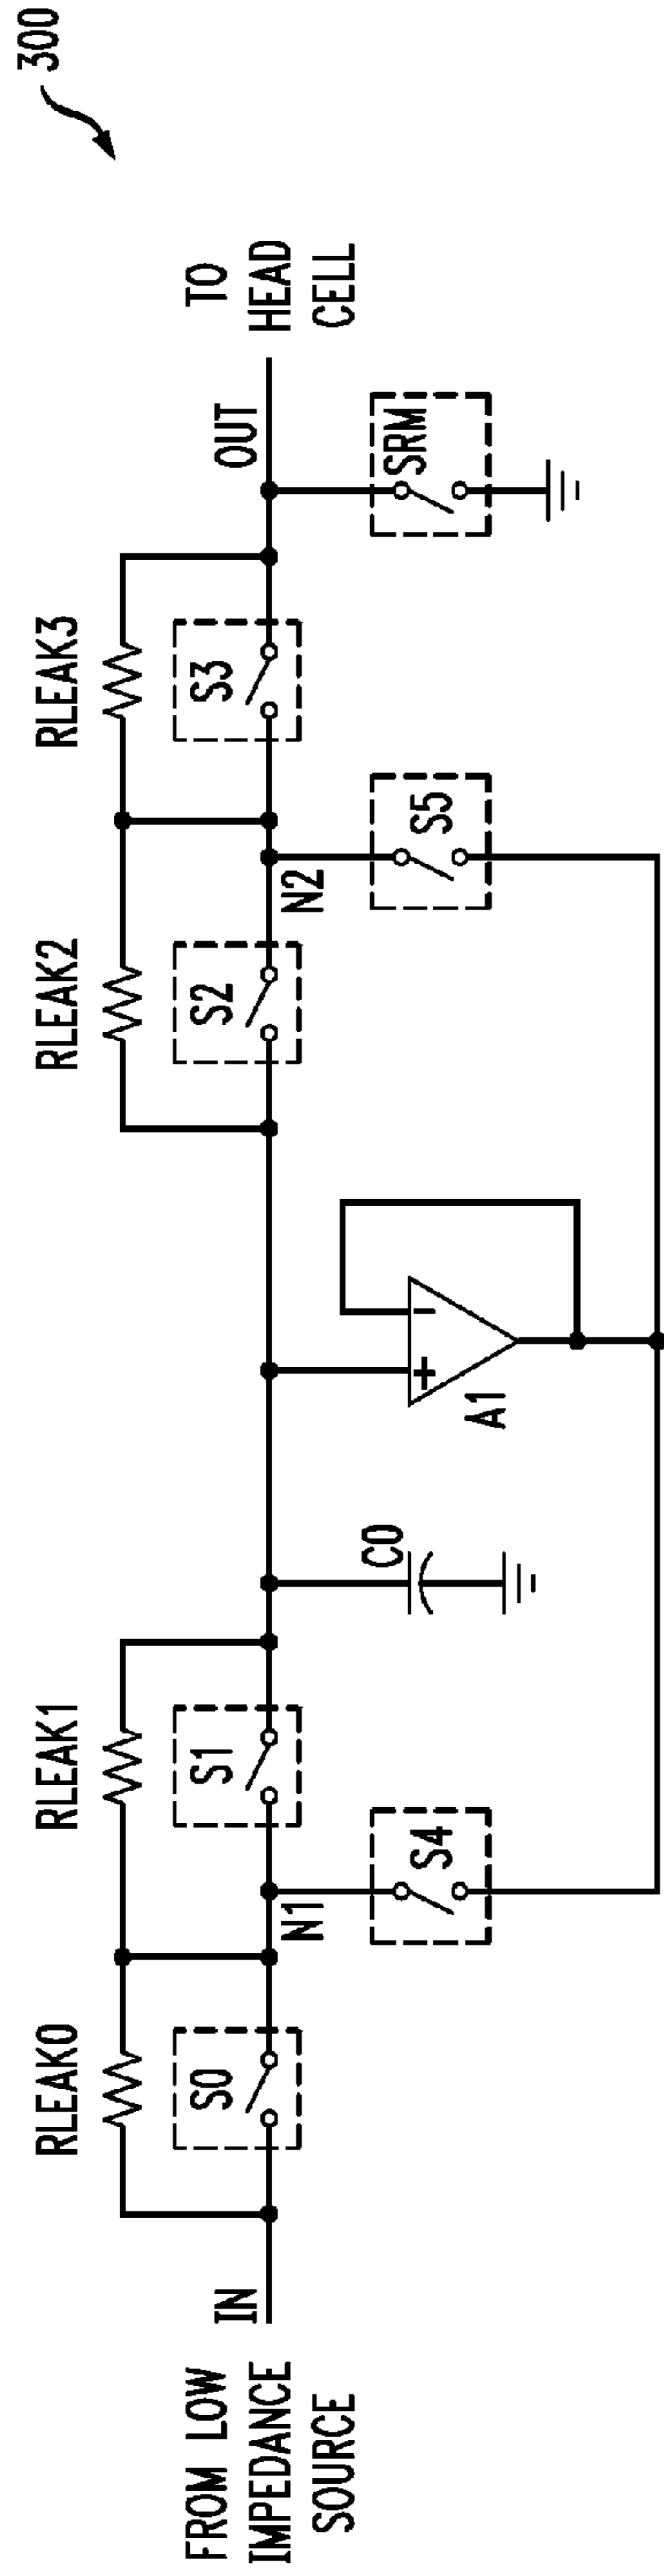 300
RLEAK0
RLEAK1
RLEAK2
RLEAK3
FROM LOW
IMPEDANCE
SOURCE
IN
S0
S1
S2
S3
OUT
TO
HEAD
CELL
N1
N2
S4
C0
+
-
A1
S5
SRM